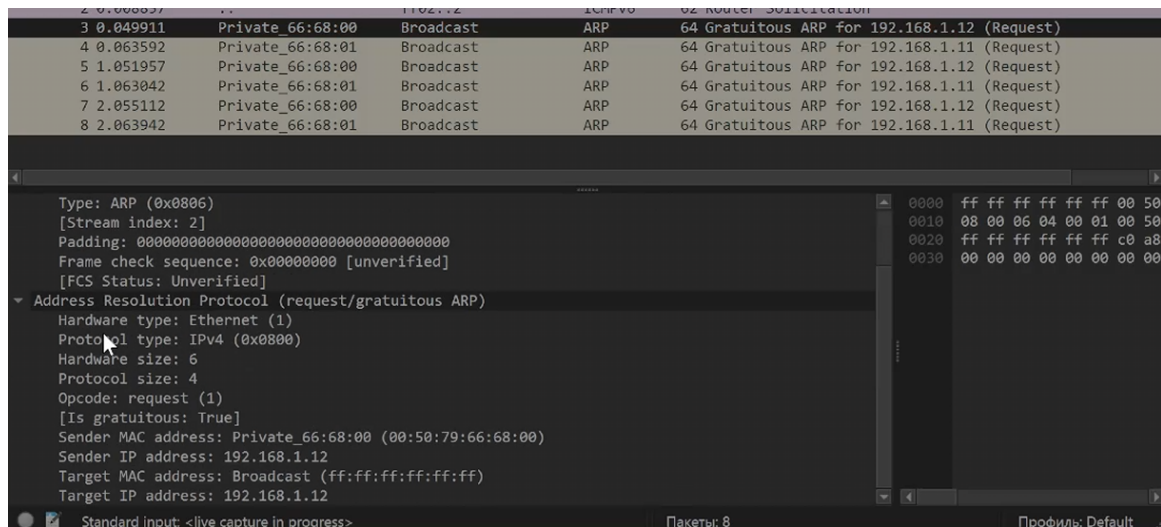 2 0.008897 :: ff02::2 ICMPv6 62 Router Solicitation
3 0.049911 Private_66:68:00 Broadcast ARP 64 Gratuitous ARP for 192.168.1.12 (Request)
4 0.063592 Private_66:68:01 Broadcast ARP 64 Gratuitous ARP for 192.168.1.11 (Request)
5 1.051957 Private_66:68:00 Broadcast ARP 64 Gratuitous ARP for 192.168.1.12 (Request)
6 1.063042 Private_66:68:01 Broadcast ARP 64 Gratuitous ARP for 192.168.1.11 (Request)
7 2.055112 Private_66:68:00 Broadcast ARP 64 Gratuitous ARP for 192.168.1.12 (Request)
8 2.063942 Private_66:68:01 Broadcast ARP 64 Gratuitous ARP for 192.168.1.11 (Request)
Type: ARP (0x0806)
[Stream index: 2]
Padding: 000000000000000000000000000000000000
Frame check sequence: 0x00000000 [unverified]
[FCS Status: Unverified]
Address Resolution Protocol (request/gratuitous ARP)
Hardware type: Ethernet (1)
Protocol type: IPv4 (0x0800)
Hardware size: 6
Protocol size: 4
Opcode: request (1)
[Is gratuitous: True]
Sender MAC address: Private_66:68:00 (00:50:79:66:68:00)
Sender IP address: 192.168.1.12
Target MAC address: Broadcast (ff:ff:ff:ff:ff:ff)
Target IP address: 192.168.1.12
0000 ff ff ff ff ff ff 00 50
0010 08 00 06 04 00 01 00 50
0020 ff ff ff ff ff ff c0 a8
0030 00 00 00 00 00 00 00 00
Standard input: <live capture in progress>
Пакеты: 8
Профиль: Default